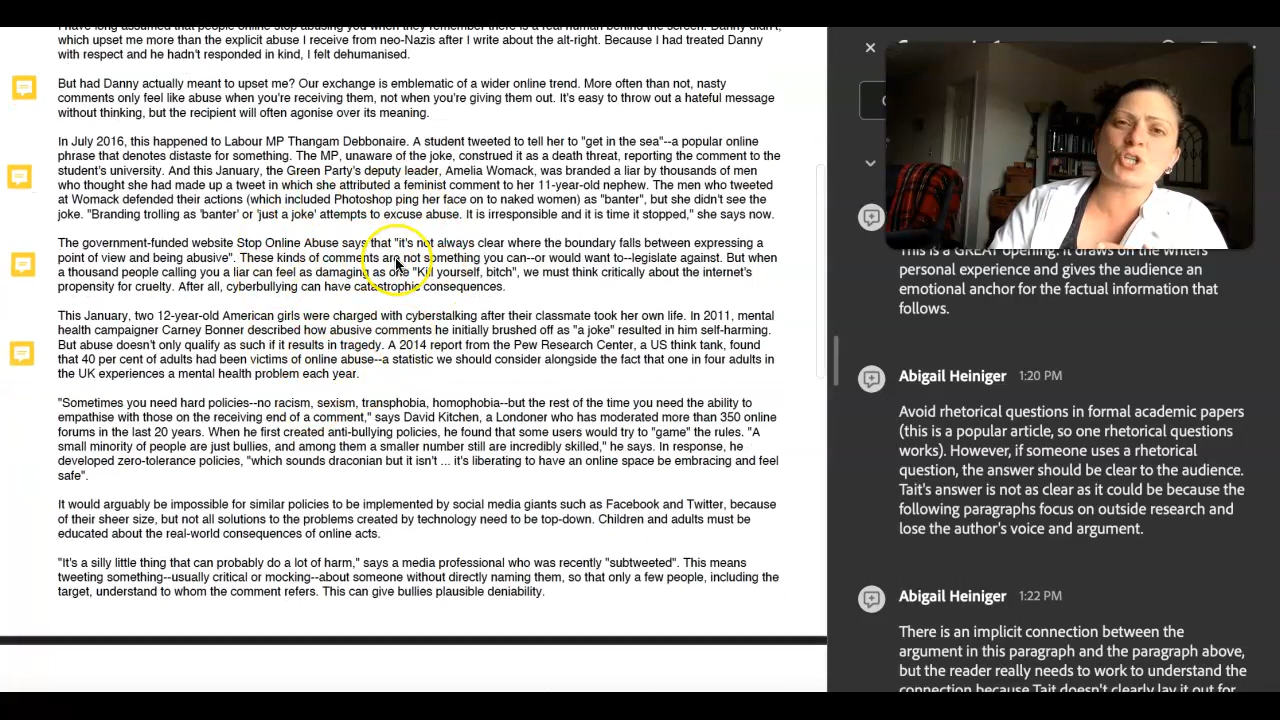 I have long assumed that people online stop abusing you when they remember there is a real human behind the screen. Danny didn't,
which upset me more than the explicit abuse I receive from neo-Nazis after I write about the alt-right. Because I had treated Danny
with respect and he hadn't responded in kind, I felt dehumanised.
But had Danny actually meant to upset me? Our exchange is emblematic of a wider online trend. More often than not, nasty
comments only feel like abuse when you're receiving them, not when you're giving them out. It's easy to throw out a hateful message
without thinking, but the recipient will often agonise over its meaning.
In July 2016, this happened to Labour MP Thangam Debbonaire. A student tweeted to tell her to "get in the sea"--a popular online
phrase that denotes distaste for something. The MP, unaware of the joke, construed it as a death threat, reporting the comment to the
student's university. And this January, the Green Party's deputy leader, Amelia Womack, was branded a liar by thousands of men
who thought she had made up a tweet in which she attributed a feminist comment to her 11-year-old nephew. The men who tweeted
at Womack defended their actions (which included Photoshop ping her face on to naked women) as "banter", but she didn't see the
joke. "Branding trolling as 'banter' or 'just a joke' attempts to excuse abuse. It is irresponsible and it is time it stopped," she says now.
The government-funded website Stop Online Abuse says that "it's not always clear where the boundary falls between expressing a
point of view and being abusive". These kinds of comments are not something you can--or would want to--legislate against. But when
a thousand people calling you a liar can feel as damaging as one "Kill yourself, bitch", we must think critically about the internet's
propensity for cruelty. After all, cyberbullying can have catastrophic consequences.
This January, two 12-year-old American girls were charged with cyberstalking after their classmate took her own life. In 2011, mental
health campaigner Carney Bonner described how abusive comments he initially brushed off as "a joke" resulted in him self-harming.
But abuse doesn't only qualify as such if it results in tragedy. A 2014 report from the Pew Research Center, a US think tank, found
that 40 per cent of adults had been victims of online abuse--a statistic we should consider alongside the fact that one in four adults in
the UK experiences a mental health problem each year.
"Sometimes you need hard policies--no racism, sexism, transphobia, homophobia--but the rest of the time you need the ability to
empathise with those on the receiving end of a comment," says David Kitchen, a Londoner who has moderated more than 350 online
forums in the last 20 years. When he first created anti-bullying policies, he found that some users would try to "game" the rules. "A
small minority of people are just bullies, and among them a smaller number still are incredibly skilled," he says. In response, he
developed zero-tolerance policies, "which sounds draconian but it isn't ... it's liberating to have an online space be embracing and feel
safe".
It would arguably be impossible for similar policies to be implemented by social media giants such as Facebook and Twitter, because
of their sheer size, but not all solutions to the problems created by technology need to be top-down. Children and adults must be
educated about the real-world consequences of online acts.
"It's a silly little thing that can probably do a lot of harm," says a media professional who was recently "subtweeted". This means
tweeting something--usually critical or mocking--about someone without directly naming them, so that only a few people, including the
target, understand to whom the comment refers. This can give bullies plausible deniability.
This is a GREAT opening. It draws on the writers
personal experience and gives the audience an
emotional anchor for the factual information that
follows.
Abigail Heiniger 1:20 PM
Avoid rhetorical questions in formal academic papers
(this is a popular article, so one rhetorical questions
works). However, if someone uses a rhetorical
question, the answer should be clear to the audience.
Tait's answer is not as clear as it could be because the
following paragraphs focus on outside research and
lose the author's voice and argument.
Abigail Heiniger 1:22 PM
There is an implicit connection between the
argument in this paragraph and the paragraph above,
but the reader really needs to work to understand the
connection because Tait doesn't clearly lay it out for